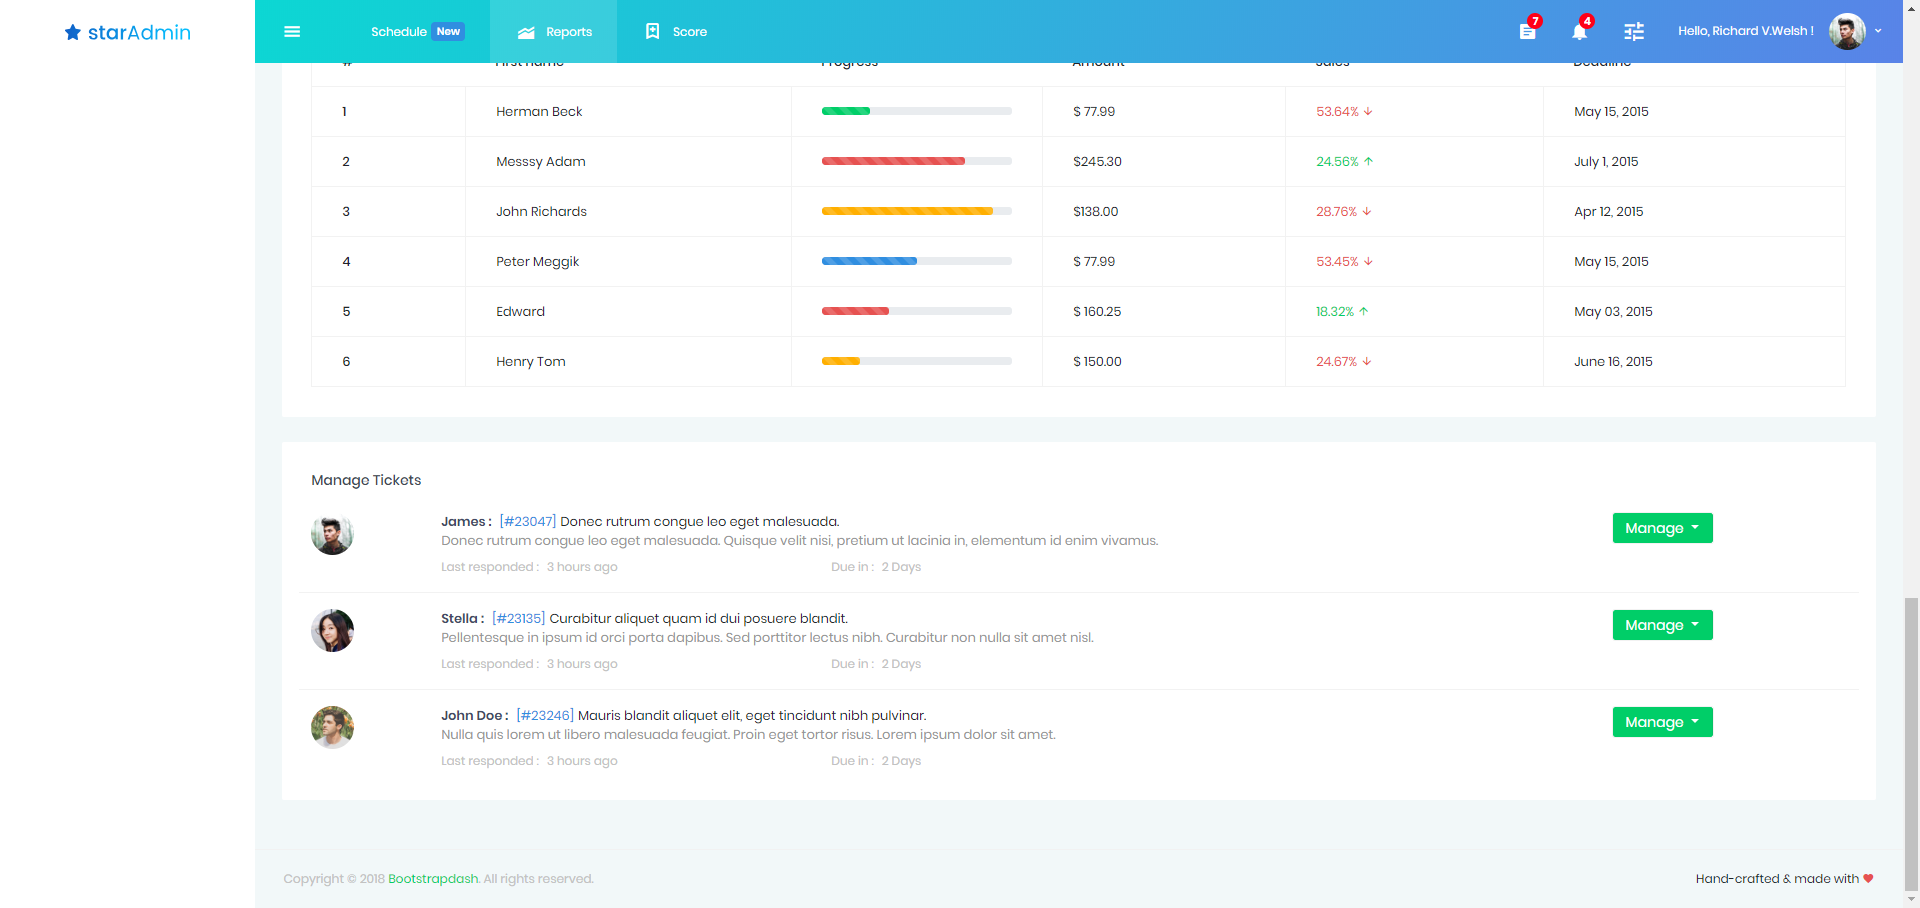 starAdmin
Schedule New
Reports
Score
7
4
Hello, Richard V.Welsh !
# First name Progress Amount Sales Deadline
1 Herman Beck $ 77.99 53.64% ↓ May 15, 2015
2 Messsy Adam $245.30 24.56% ↑ July 1, 2015
3 John Richards $138.00 28.76% ↓ Apr 12, 2015
4 Peter Meggik $ 77.99 53.45% ↓ May 15, 2015
5 Edward $ 160.25 18.32% ↑ May 03, 2015
6 Henry Tom $ 150.00 24.67% ↓ June 16, 2015
Manage Tickets
James : [#23047] Donec rutrum congue leo eget malesuada.
Donec rutrum congue leo eget malesuada. Quisque velit nisi, pretium ut lacinia in, elementum id enim vivamus.
Last responded : 3 hours ago Due in : 2 Days
Manage
Stella : [#23135] Curabitur aliquet quam id dui posuere blandit.
Pellentesque in ipsum id orci porta dapibus. Sed porttitor lectus nibh. Curabitur non nulla sit amet nisl.
Last responded : 3 hours ago Due in : 2 Days
Manage
John Doe : [#23246] Mauris blandit aliquet elit, eget tincidunt nibh pulvinar.
Nulla quis lorem ut libero malesuada feugiat. Proin eget tortor risus. Lorem ipsum dolor sit amet.
Last responded : 3 hours ago Due in : 2 Days
Manage
Copyright © 2018 Bootstrapdash. All rights reserved.
Hand-crafted & made with ♥